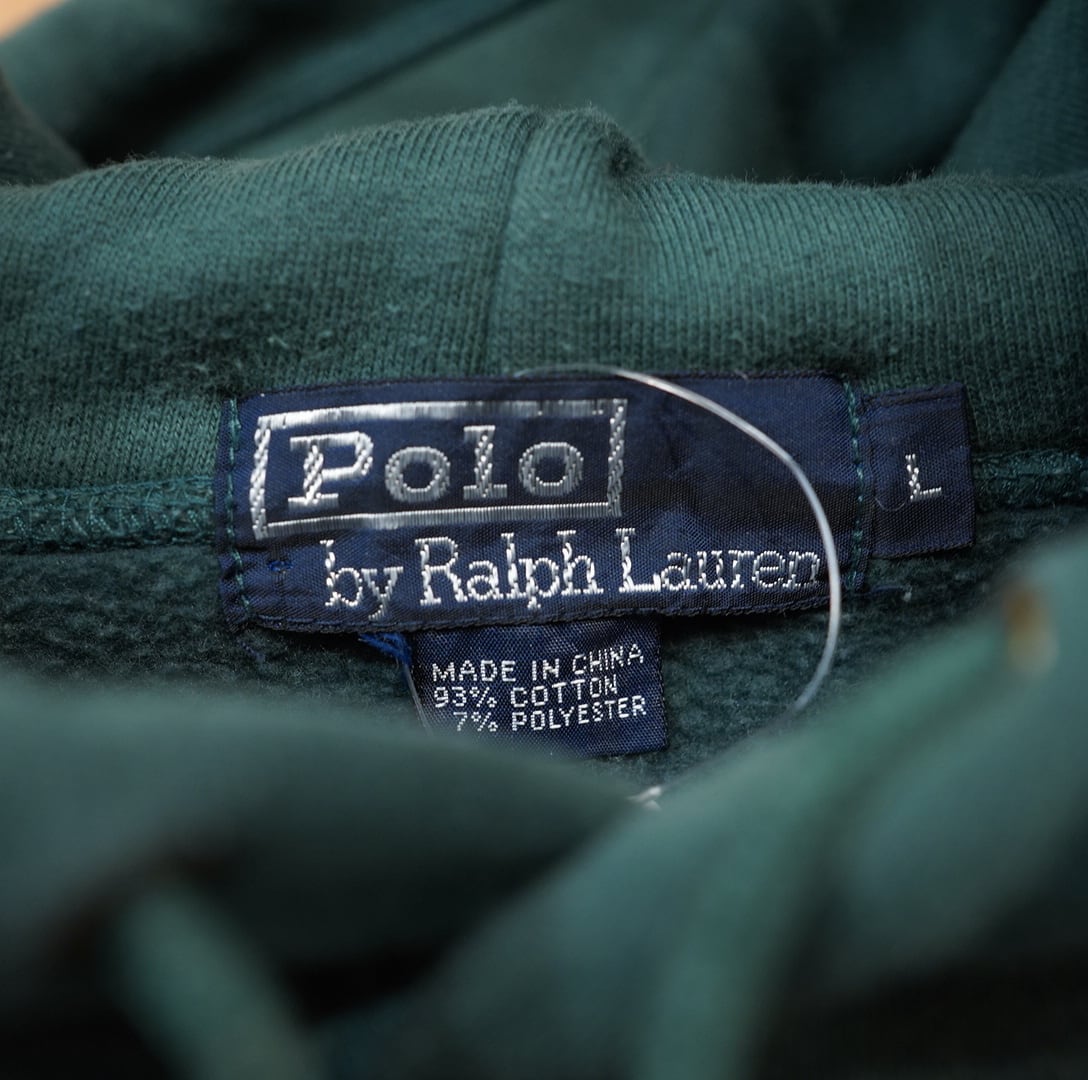 Polo
by Ralph Lauren
L
MADE IN CHINA
93% COTTON
7% POLYESTER